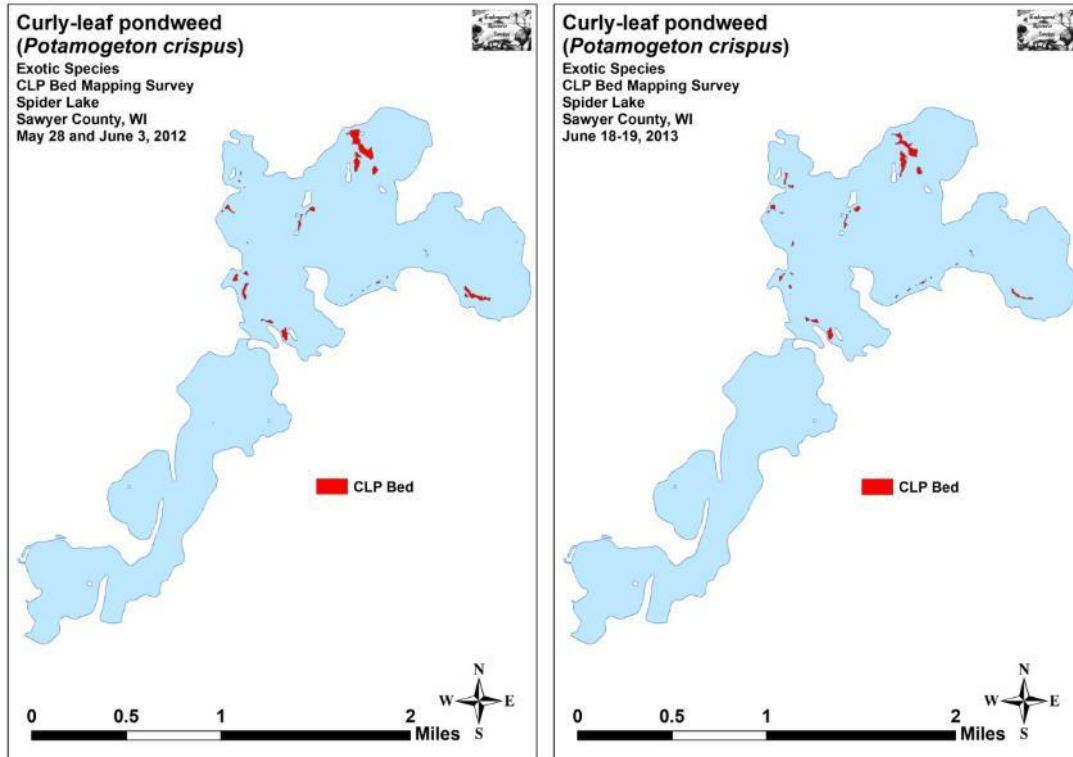 Curly-leaf pondweed
(Potamogeton crispus)
Exotic Species
CLP Bed Mapping Survey
Spider Lake
Sawyer County, WI
May 28 and June 3, 2012
CLP Bed
N
W E
S
0 0.5 1 2
Miles
Curly-leaf pondweed
(Potamogeton crispus)
Exotic Species
CLP Bed Mapping Survey
Spider Lake
Sawyer County, WI
June 18-19, 2013
CLP Bed
N
W E
S
0 0.5 1 2
Miles